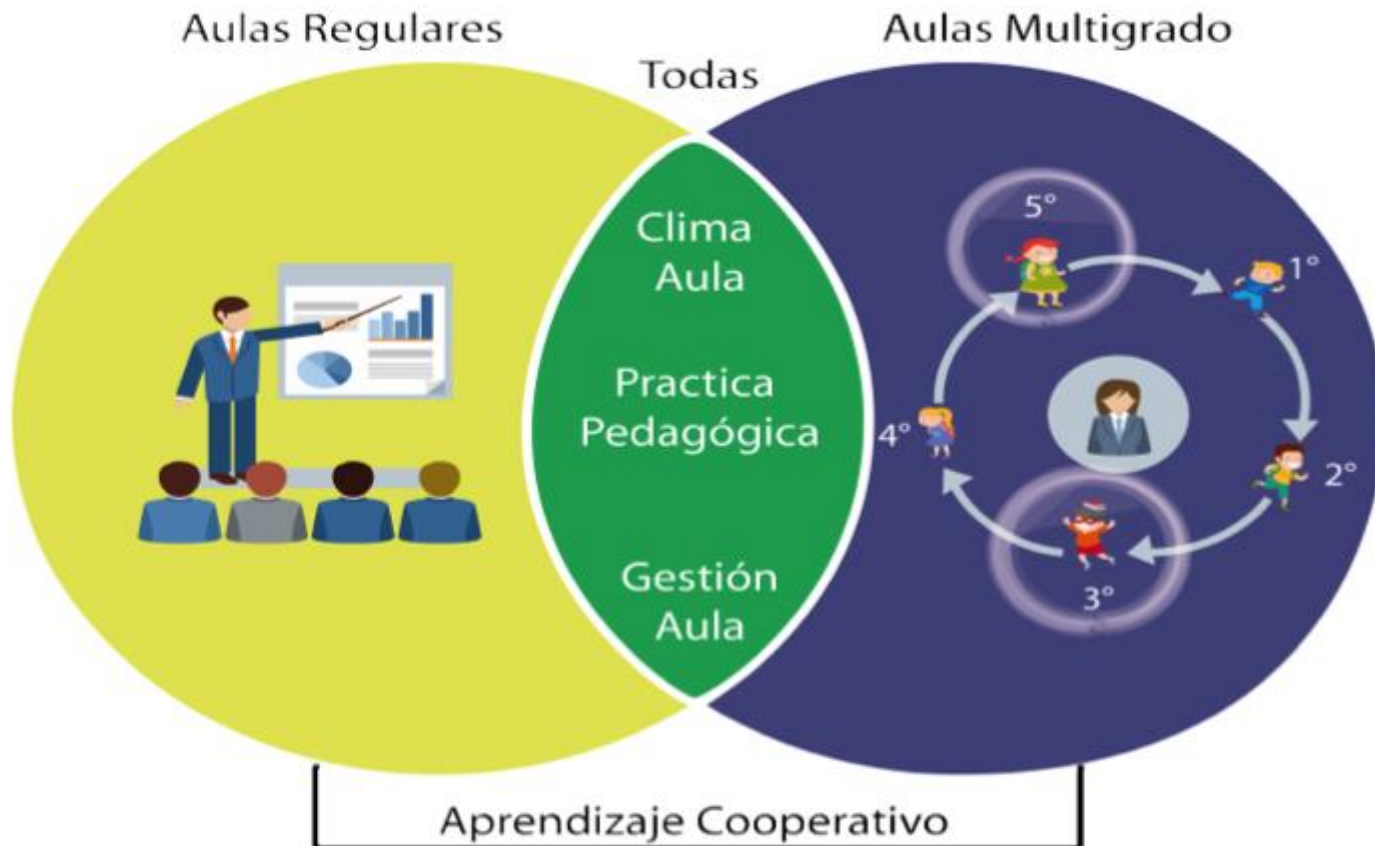 Aulas Regulares
Aulas Multigrado
Todas
Clima
Aula
Practica
Pedagógica
Gestión
Aula
5°
1°
4°
2°
3°
Aprendizaje Cooperativo